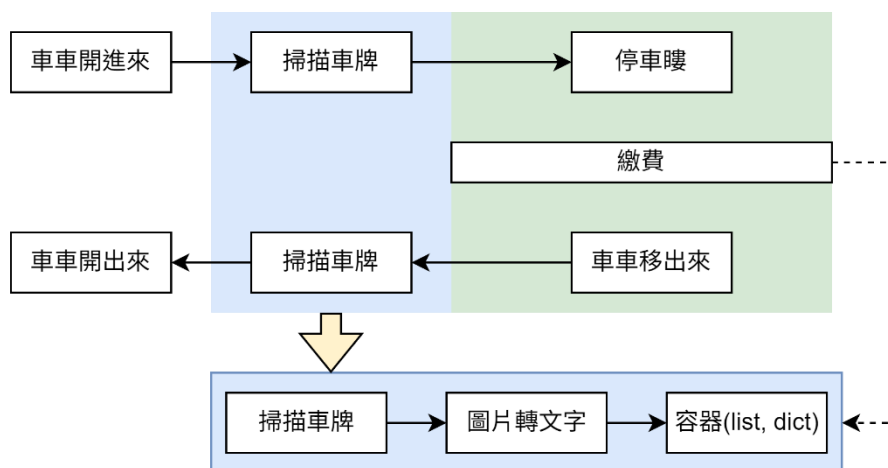 車車開進來
掃描車牌
停車瞜
繳費
車車開出來
掃描車牌
車車移出來
掃描車牌
圖片轉文字
容器(list, dict)